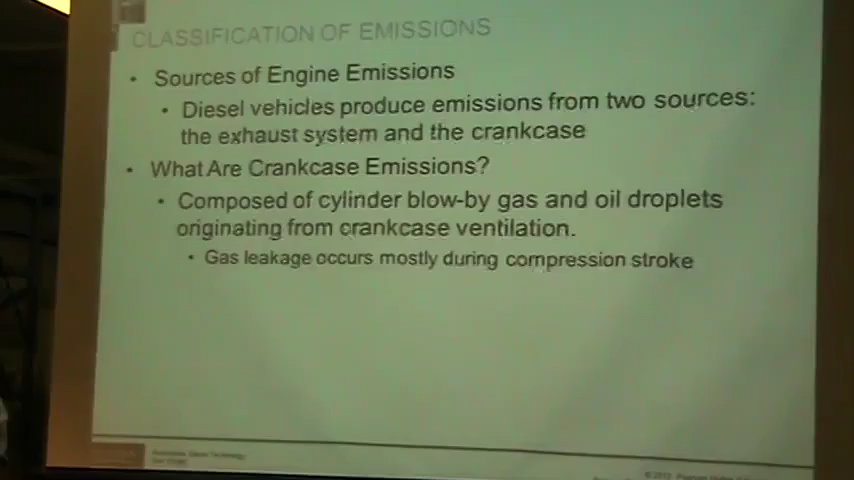 CLASSIFICATION OF EMISSIONS
• Sources of Engine Emissions
• Diesel vehicles produce emissions from two sources:
the exhaust system and the crankcase
• What Are Crankcase Emissions?
• Composed of cylinder blow-by gas and oil droplets
originating from crankcase ventilation.
• Gas leakage occurs mostly during compression stroke